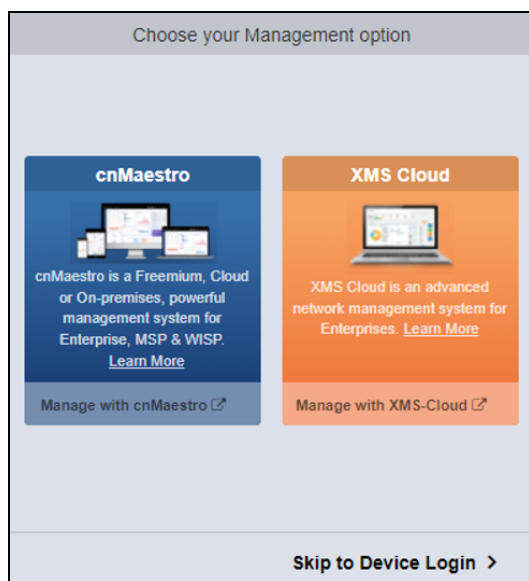 Choose your Management option
cnMaestro
cnMaestro is a Freemium, Cloud
or On-premises, powerful
management system for
Enterprise, MSP & WISP.
Learn More
Manage with cnMaestro
XMS Cloud
XMS Cloud is an advanced
network management system for
Enterprises. Learn More
Manage with XMS-Cloud
Skip to Device Login >